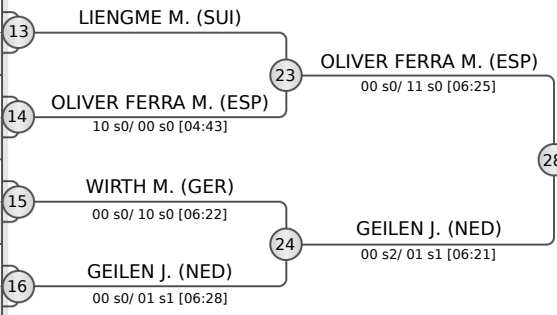 LIENGME M. (SUI)
13
OLIVER FERRA M. (ESP)
23
00 s0/ 11 s0 [06:25]
OLIVER FERRA M. (ESP)
14
10 s0/ 00 s0 [04:43]
28
WIRTH M. (GER)
15
00 s0/ 10 s0 [06:22]
GEILEN J. (NED)
24
00 s2/ 01 s1 [06:21]
GEILEN J. (NED)
16
00 s0/ 01 s1 [06:28]